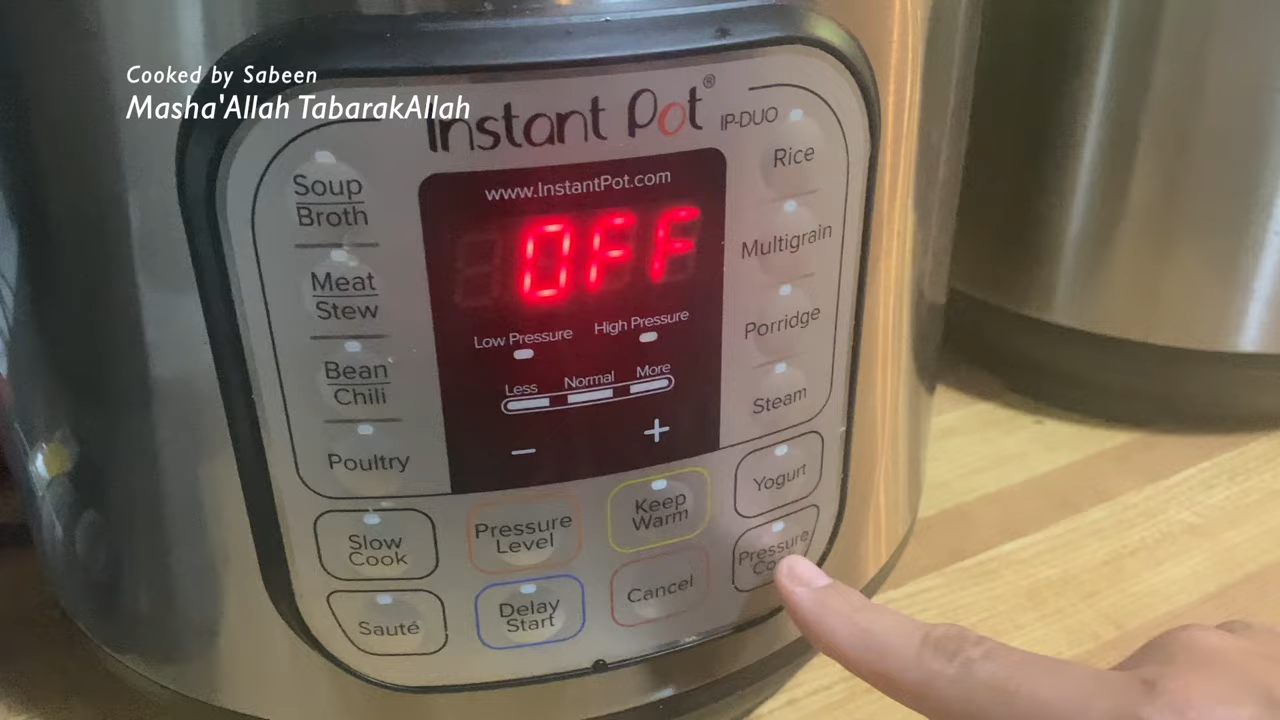 Cooked by Sabeen
Masha'Allah TabarakAllah
Instant Pot® IP-DUO
www.InstantPot.com
OFF
Low Pressure High Pressure
Less Normal More
- +
Soup
Broth
Meat
Stew
Bean
Chili
Poultry
Rice
Multigrain
Porridge
Steam
Slow
Cook
Pressure
Level
Keep
Warm
Yogurt
Sauté
Delay
Start
Cancel
Pressure